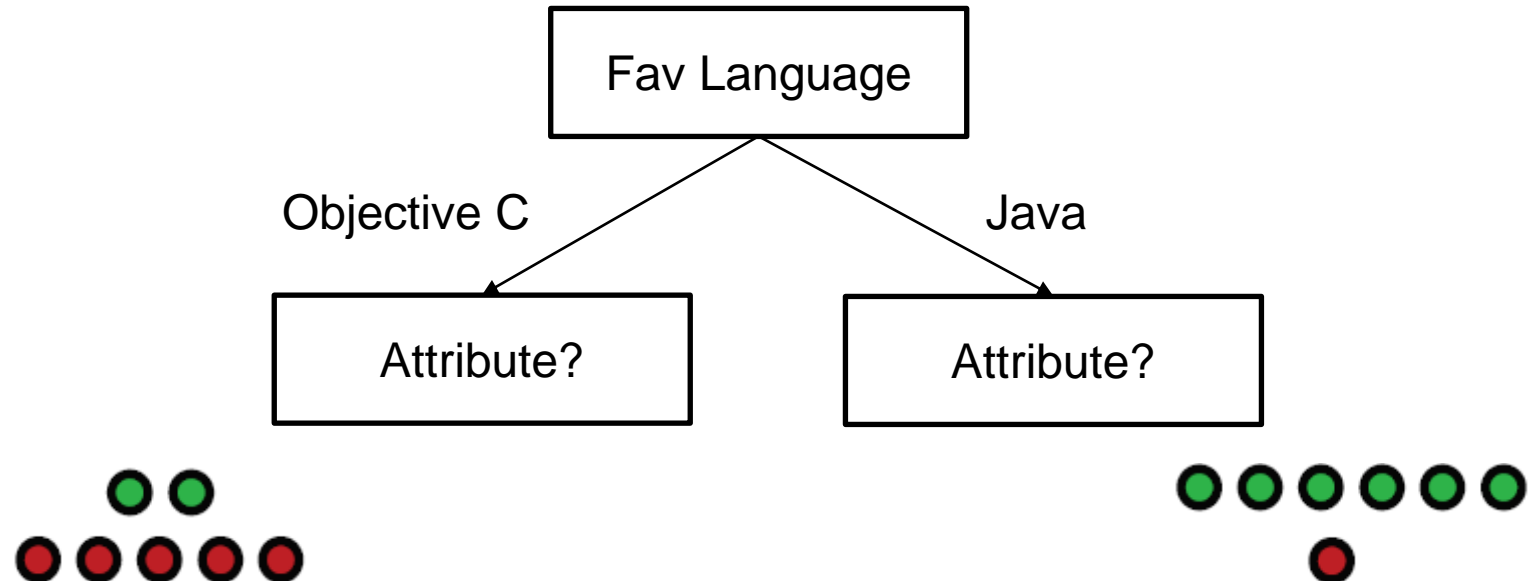 Fav Language
Objective C
Java
Attribute?
Attribute?